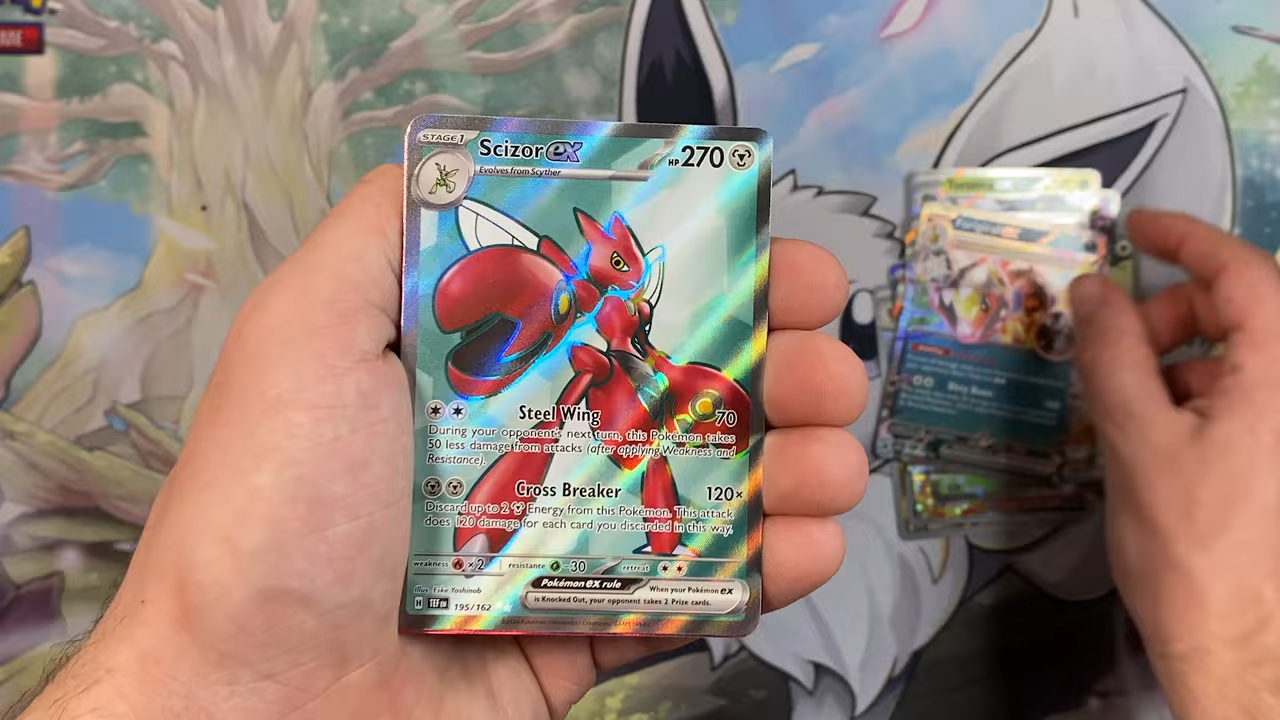 ME
STAGE 1
Scizor ex
HP 270
Evolves from Scyther
Steel Wing 70
During your opponent's next turn, this Pokémon takes
50 less damage from attacks (after applying Weakness and
Resistance).
Cross Breaker 120×
Discard up to 2 Energy from this Pokémon. This attack
does 120 damage for each card you discarded in this way.
weakness ×2 resistance -30 retreat
Illus. Eske Yoshinob
Pokémon ex rule
When your Pokémon ex
is Knocked Out, your opponent takes 2 Prize cards.
H TEF EN 195/162